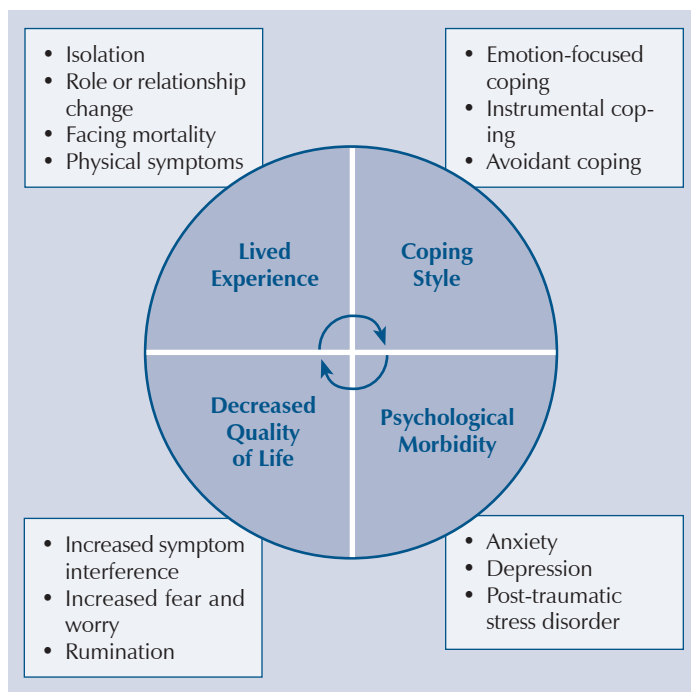 • Isolation
• Role or relationship
change
• Facing mortality
• Physical symptoms
• Emotion-focused
coping
• Instrumental cop-
ing
• Avoidant coping
Lived
Experience
Coping
Style
Decreased
Quality
of Life
Psychological
Morbidity
• Increased symptom
interference
• Increased fear and
worry
• Rumination
• Anxiety
• Depression
• Post-traumatic
stress disorder